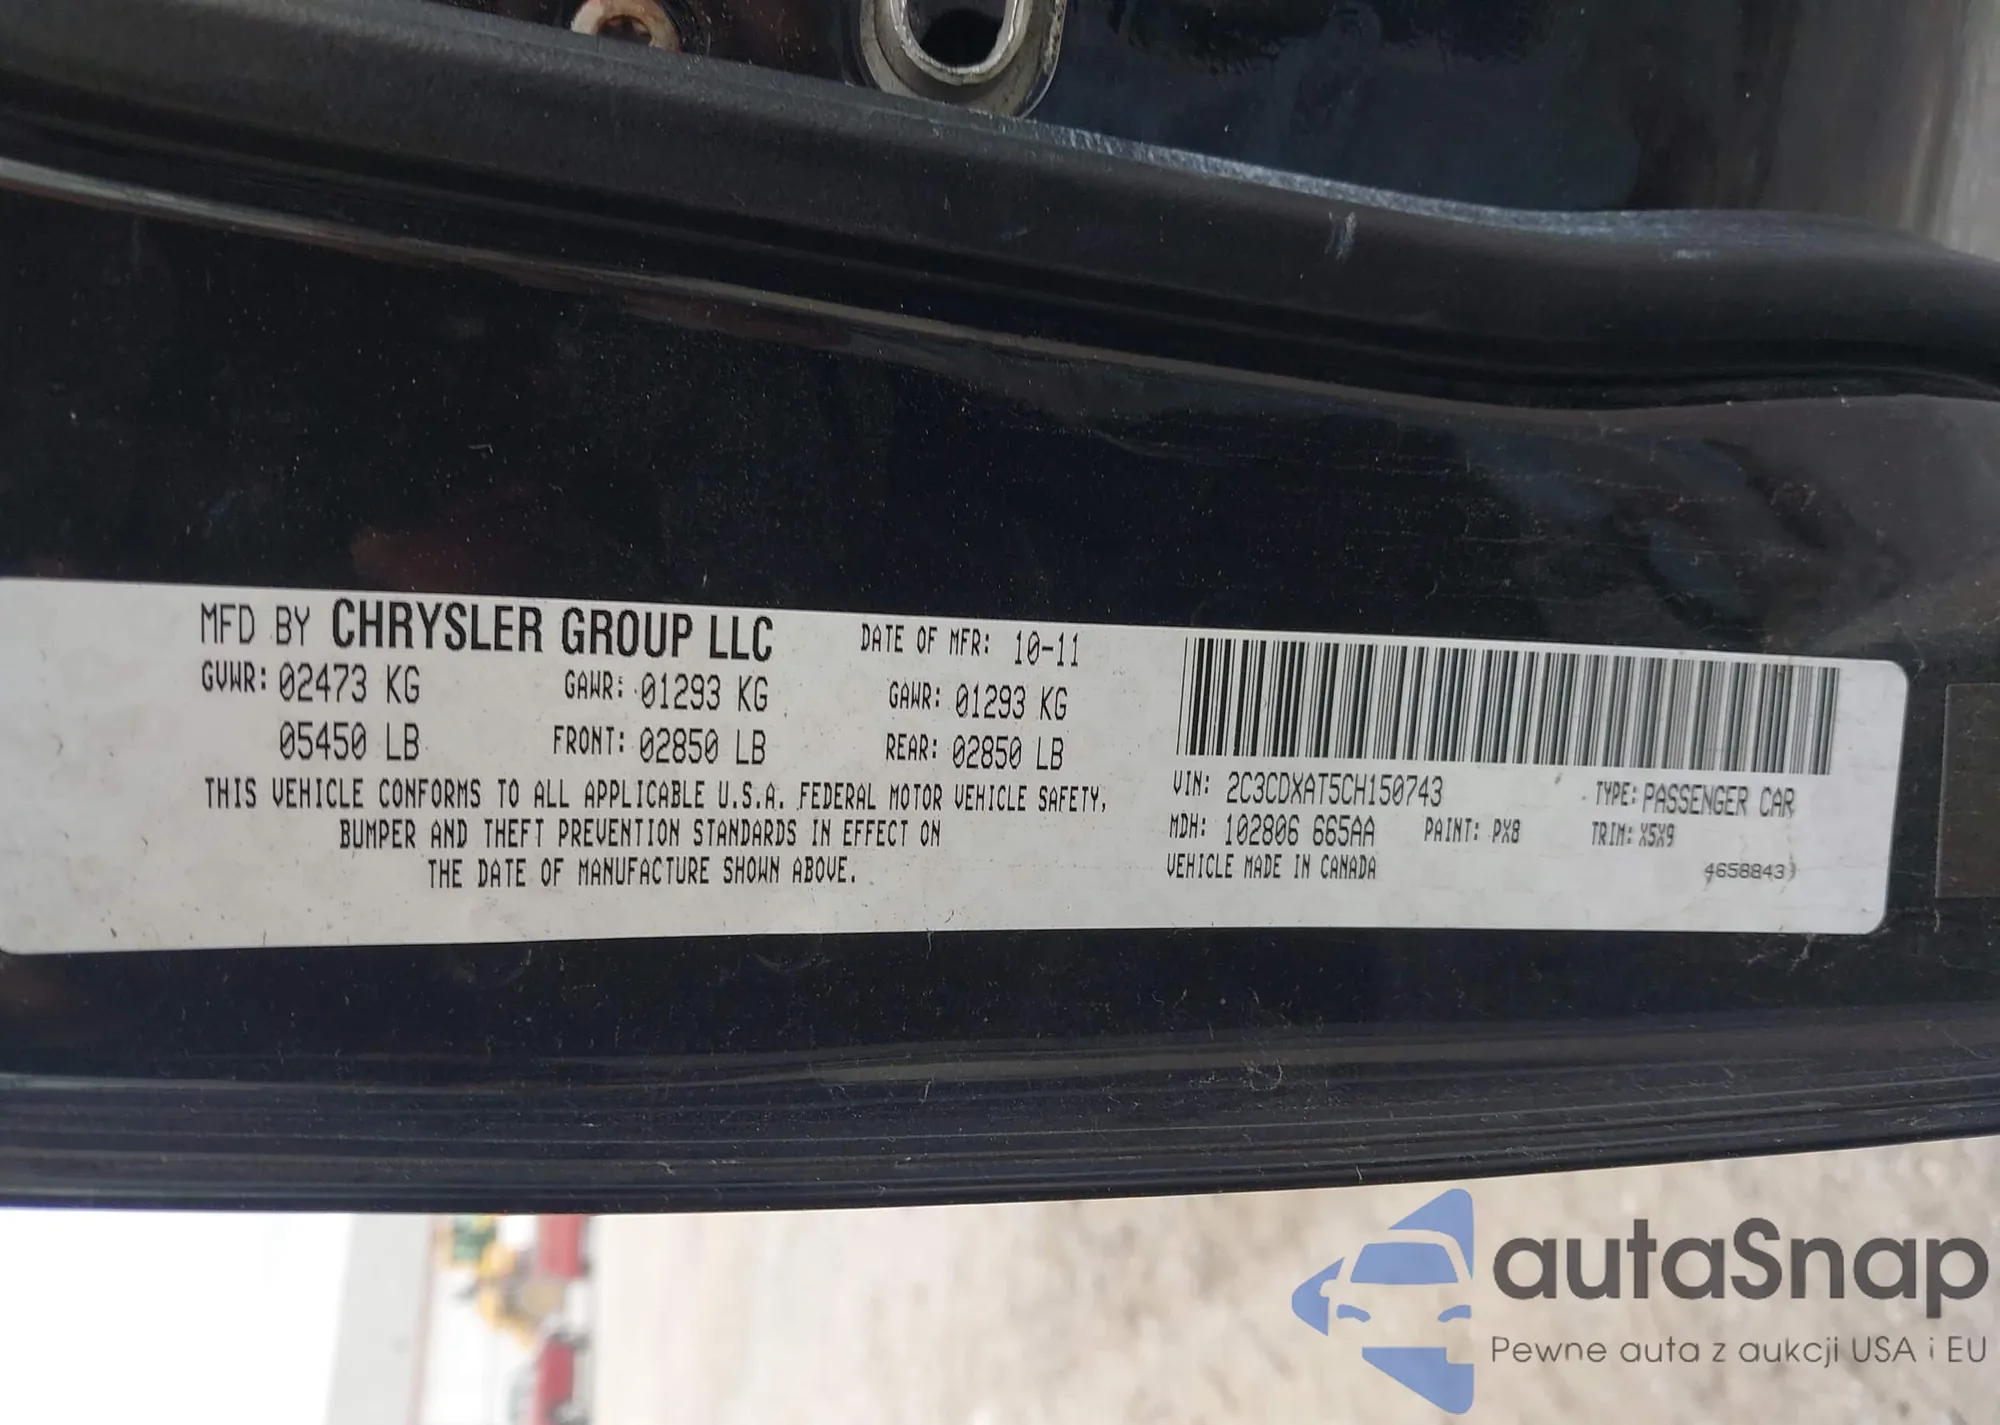 MFD BY CHRYSLER GROUP LLC DATE OF MFR: 10-11
GVWR: 02473 KG GAWR: 01293 KG GAWR: 01293 KG
05450 LB FRONT: 02850 LB REAR: 02850 LB
THIS VEHICLE CONFORMS TO ALL APPLICABLE U.S.A. FEDERAL MOTOR VEHICLE SAFETY,
BUMPER AND THEFT PREVENTION STANDARDS IN EFFECT ON
THE DATE OF MANUFACTURE SHOWN ABOVE.
VIN: 2C3CDXAT5CH150743 TYPE: PASSENGER CAR
MDH: 102806 665AA PAINT: PX8 TRIM: X5X9
VEHICLE MADE IN CANADA 4658843
autaSnap
Pewne auta z aukcji USA i EU